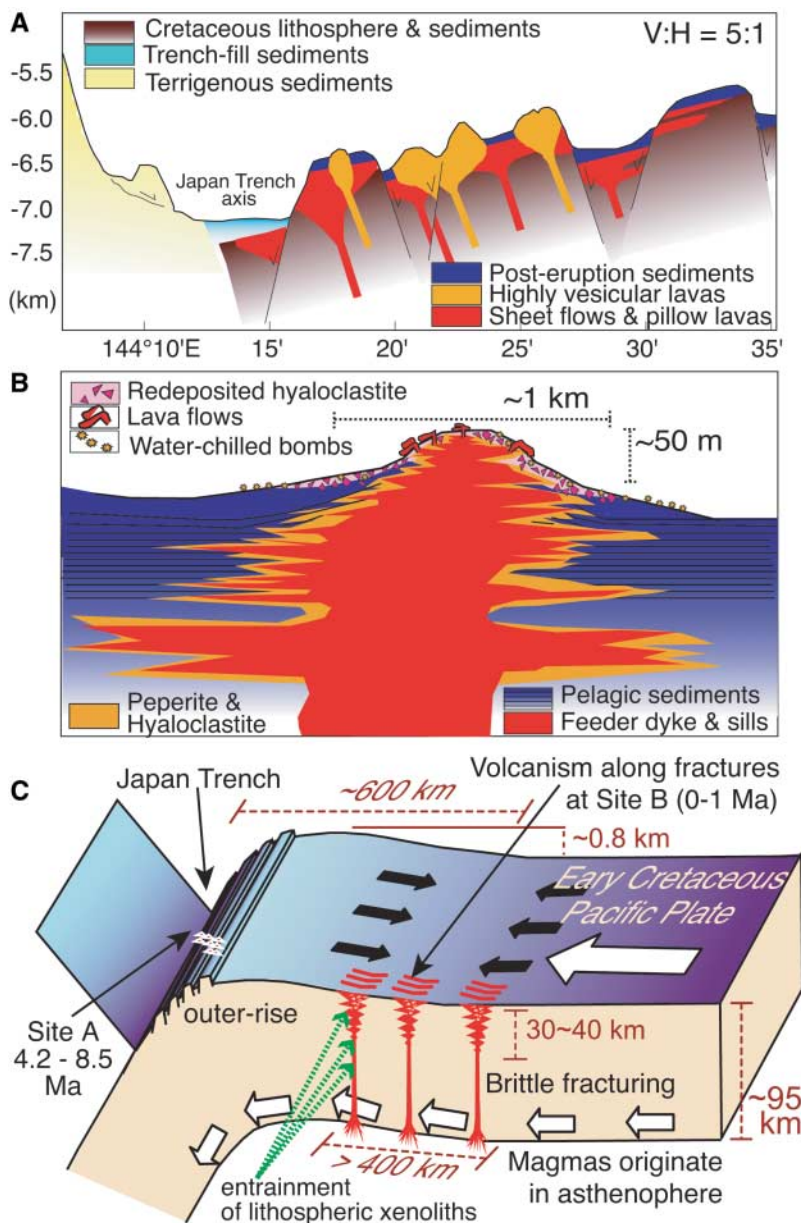 A
Cretaceous lithosphere & sediments
Trench-fill sediments
Terrigenous sediments
V:H = 5:1
-5.5
-6.0
-6.5
-7.0
-7.5
(km)
Japan Trench
axis
Post-eruption sediments
Highly vesicular lavas
Sheet flows & pillow lavas
144°10'E
15'
20'
25'
30'
35'
B
Redeposited hyaloclastite
Lava flows
Water-chilled bombs
~1 km
~50 m
Peperite &
Hyaloclastite
Pelagic sediments
Feeder dyke & sills
C
Japan Trench
~600 km
Volcanism along fractures
at Site B (0-1 Ma)
~0.8 km
Eary Cretaceous
Pacific Plate
Site A
4.2 - 8.5
Ma
outer-rise
30~40 km
Brittle fracturing
~95
km
> 400 km
entrainment
of lithospheric xenoliths
Magmas originate
in asthenophere